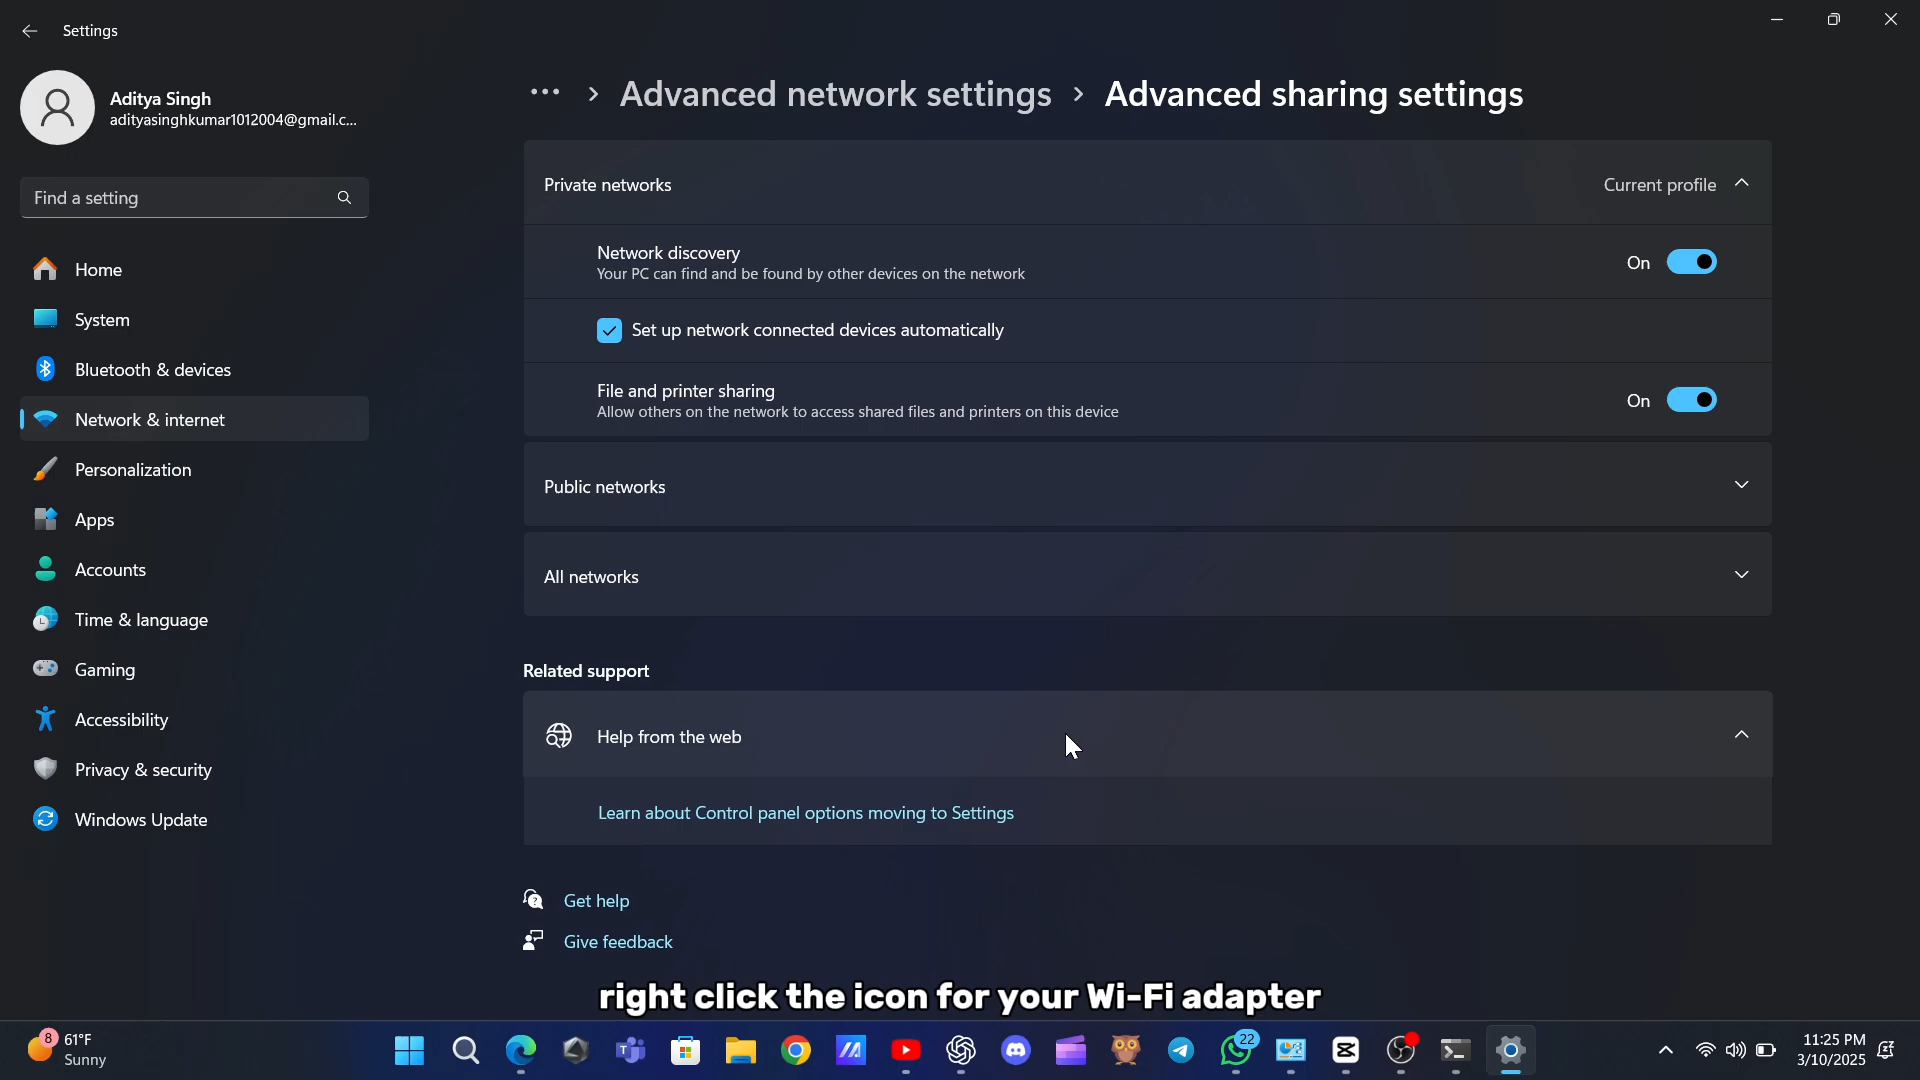 Settings
Aditya Singh
adityasinghkumar1012004@gmail.c...
Find a setting
Home
System
Bluetooth & devices
Network & internet
Personalization
Apps
Accounts
Time & language
Gaming
Accessibility
Privacy & security
Windows Update
... > Advanced network settings > Advanced sharing settings
Private networks
Current profile
Network discovery
Your PC can find and be found by other devices on the network
On
Set up network connected devices automatically
File and printer sharing
Allow others on the network to access shared files and printers on this device
On
Public networks
All networks
Related support
Help from the web
Learn about Control panel options moving to Settings
Get help
Give feedback
right click the icon for your Wi-Fi adapter
8
61°F
Sunny
22
11:25 PM
3/10/2025